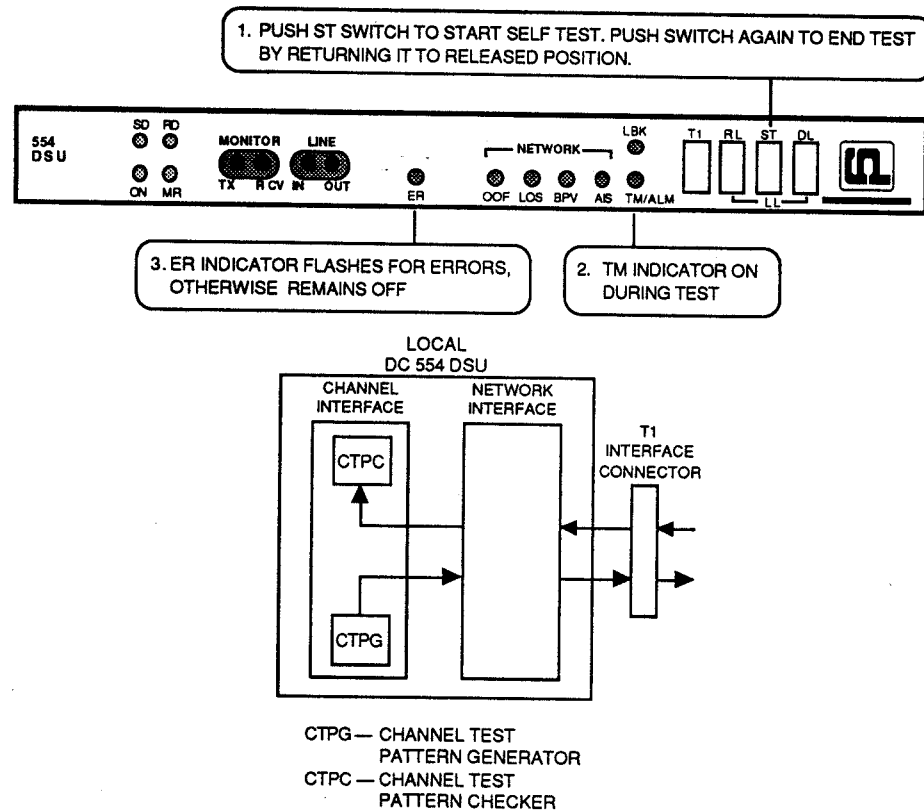 1. PUSH ST SWITCH TO START SELF TEST. PUSH SWITCH AGAIN TO END TEST
BY RETURNING IT TO RELEASED POSITION.
554
DSU
SD RD
ON MR
MONITOR LINE
TX RCV IN OUT
ER
NETWORK
OOF LOS BPV AIS TM/ALM
LBK
T1 RL ST DL
LL
3. ER INDICATOR FLASHES FOR ERRORS,
OTHERWISE REMAINS OFF
2. TM INDICATOR ON
DURING TEST
LOCAL
DC 554 DSU
CHANNEL
INTERFACE
NETWORK
INTERFACE
T1
INTERFACE
CONNECTOR
CTPC
CTPG
CTPG — CHANNEL TEST
PATTERN GENERATOR
CTPC — CHANNEL TEST
PATTERN CHECKER